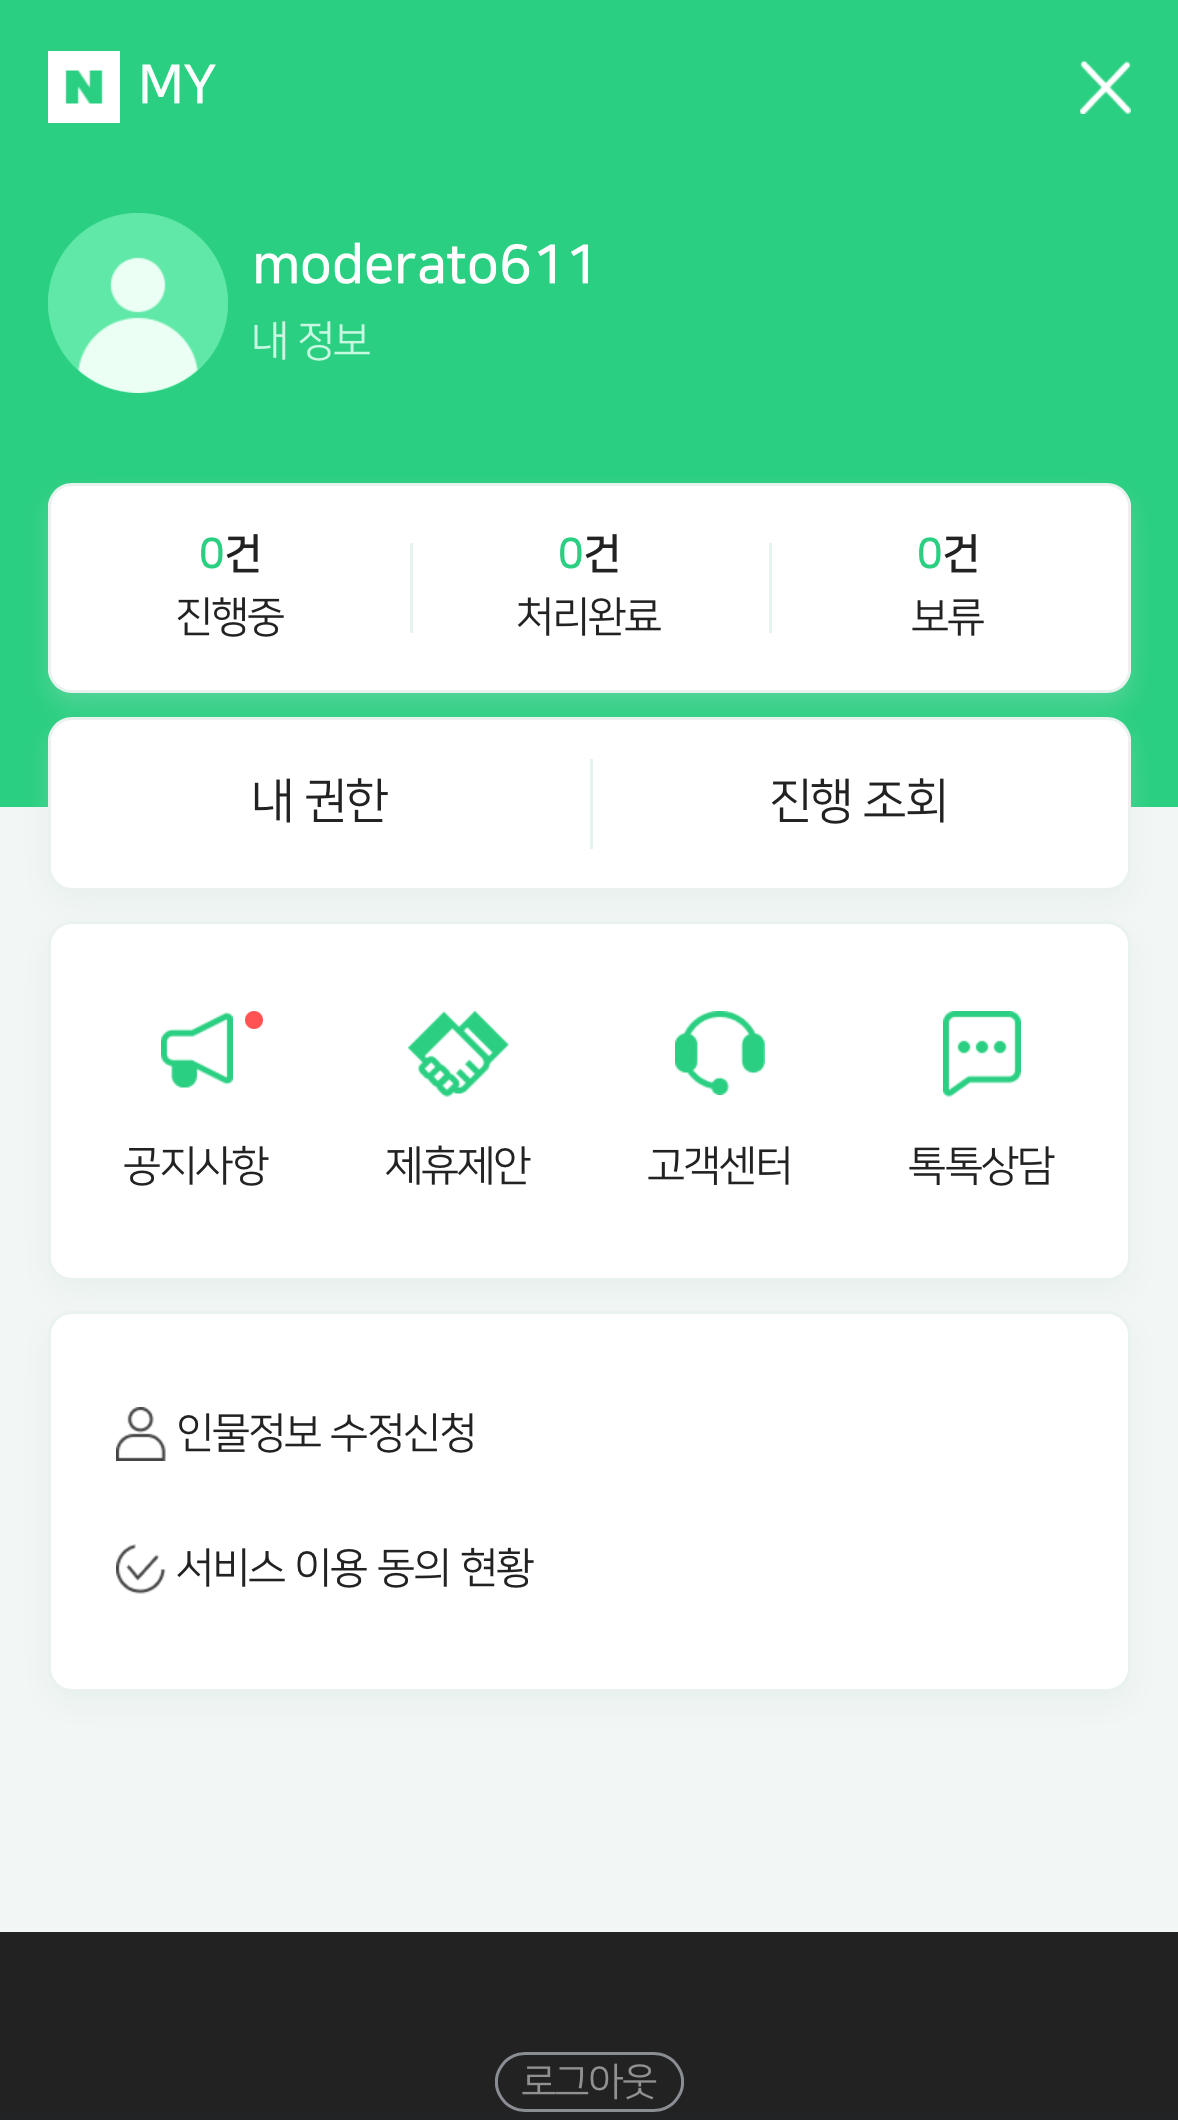 N MY
moderato611
내 정보
0건 0건 0건
진행중 처리완료 보류
내 권한 진행 조회
공지사항 제휴제안 고객센터 톡톡상담
인물정보 수정신청
서비스 이용 동의 현황
로그아웃